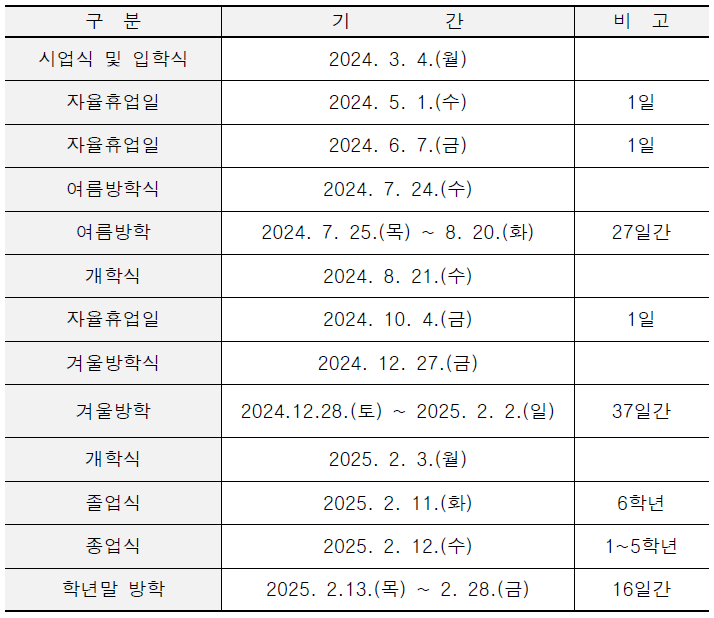 구 분 기 간 비 고
시업식 및 입학식 2024. 3. 4.(월)
자율휴업일 2024. 5. 1.(수) 1일
자율휴업일 2024. 6. 7.(금) 1일
여름방학식 2024. 7. 24.(수)
여름방학 2024. 7. 25.(목) ~ 8. 20.(화) 27일간
개학식 2024. 8. 21.(수)
자율휴업일 2024. 10. 4.(금) 1일
겨울방학식 2024. 12. 27.(금)
겨울방학 2024.12.28.(토) ~ 2025. 2. 2.(일) 37일간
개학식 2025. 2. 3.(월)
졸업식 2025. 2. 11.(화) 6학년
종업식 2025. 2. 12.(수) 1~5학년
학년말 방학 2025. 2.13.(목) ~ 2. 28.(금) 16일간